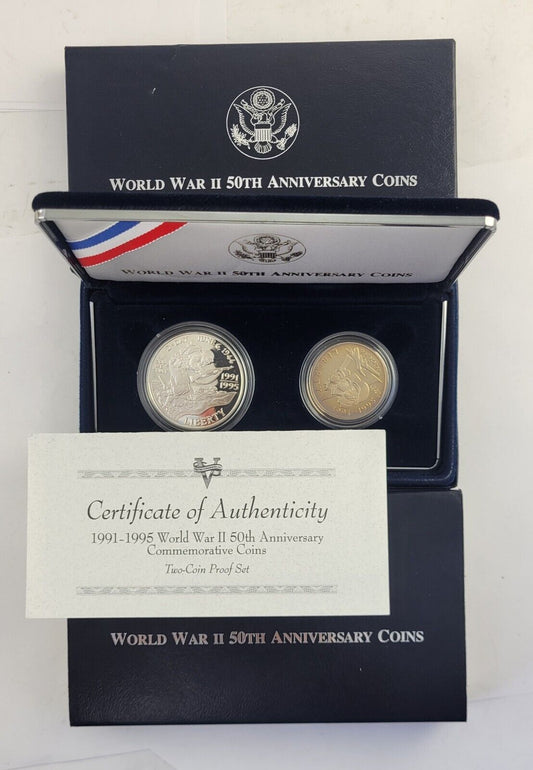 WORLD WAR II 50TH ANNIVERSARY COINS
WORLD WAR II 50TH ANNIVERSARY COINS
1944
1991
1995
LIBERTY
Certificate of Authenticity
1991-1995 World War II 50th Anniversary
Commemorative Coins
Two-Coin Proof Set
WORLD WAR II 50TH ANNIVERSARY COINS